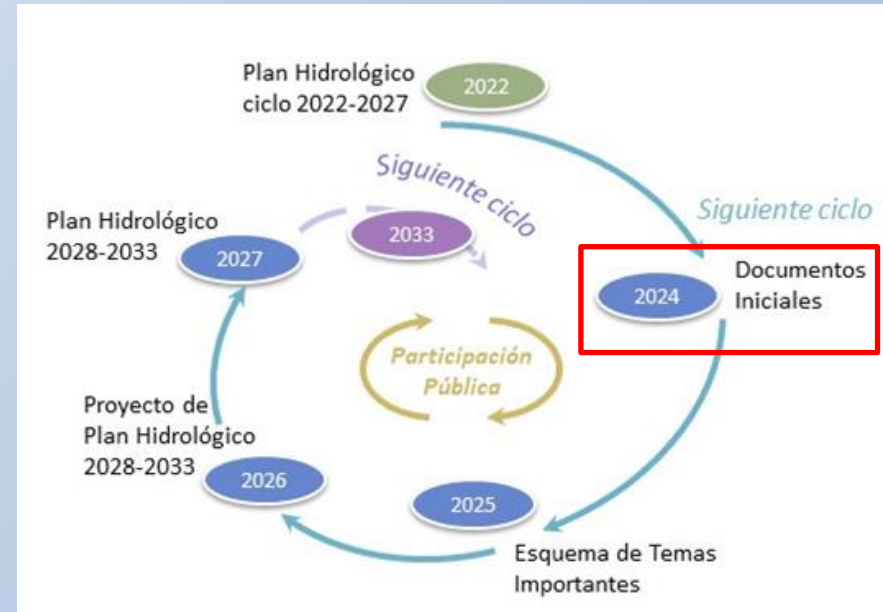 Plan Hidrológico
ciclo 2022-2027
2022
Siguiente ciclo
Siguiente ciclo
Plan Hidrológico
2028-2033
2027
2033
2024
Documentos
Iniciales
Participación
Pública
Proyecto de
Plan Hidrológico
2028-2033
2026
2025
Esquema de Temas
Importantes